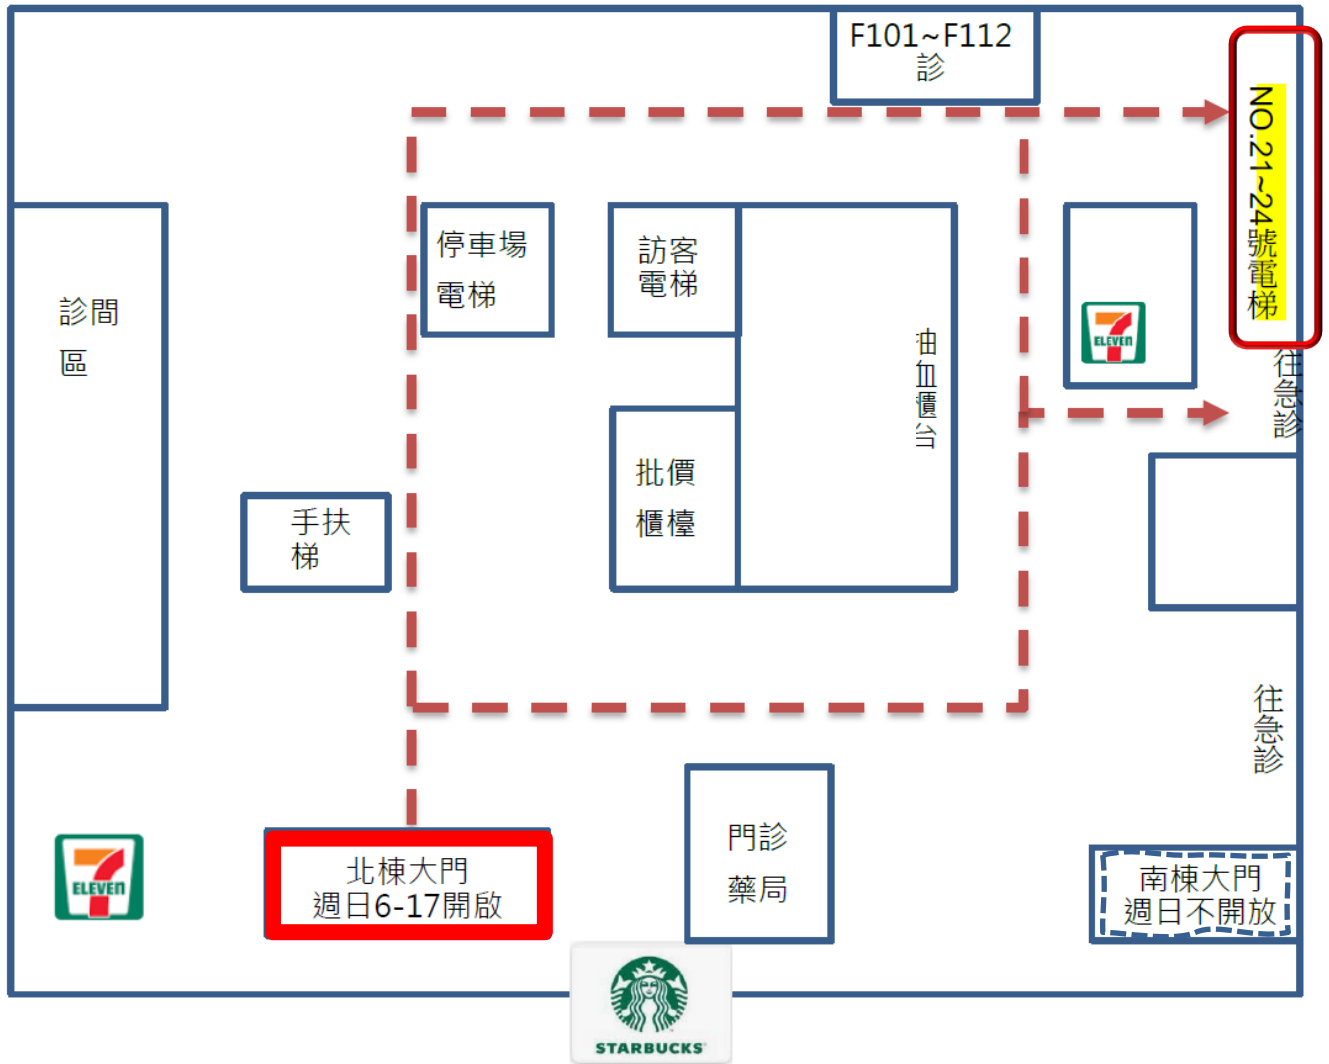 F101~F112
診
NO.21~24號電梯
停車場
電梯
訪客
電梯
診間
區
抽血櫃台
7
ELEVEN
往急診
批價
櫃檯
手扶
梯
往急診
門診
藥局
7
ELEVEN
北棟大門
週日6-17開啟
南棟大門
週日不開放
STARBUCKS